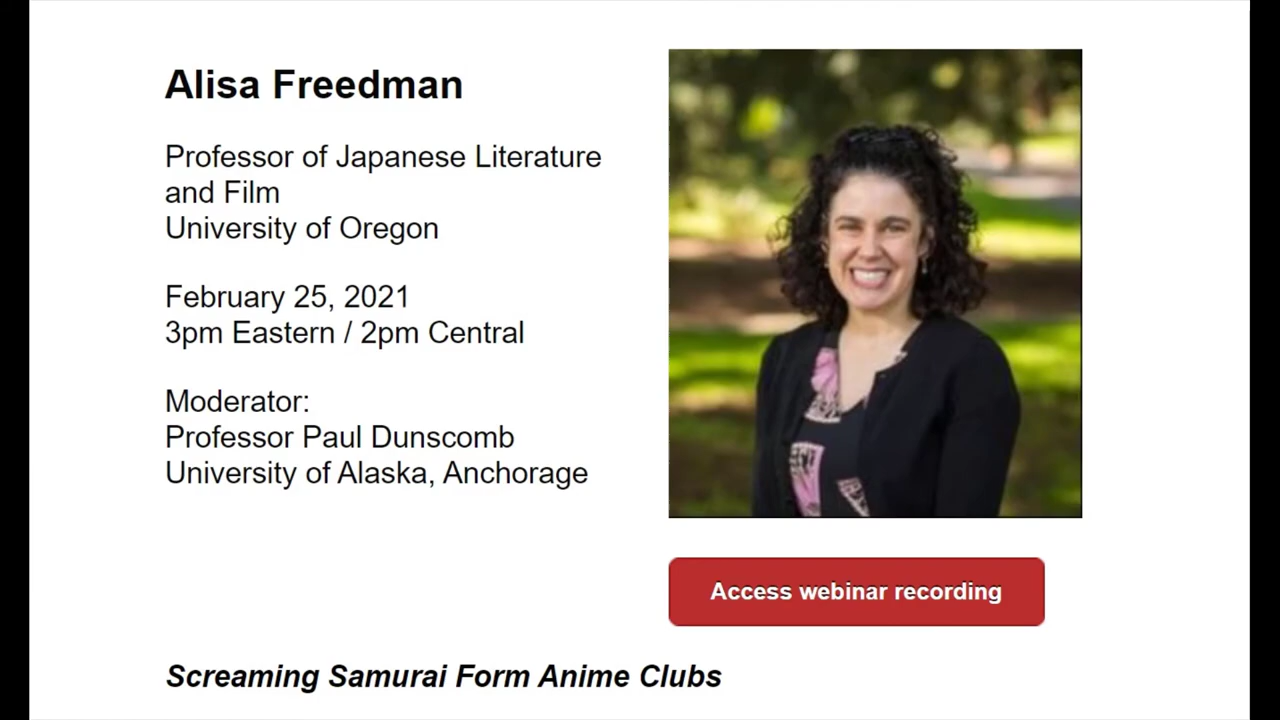 Alisa Freedman
Professor of Japanese Literature
and Film
University of Oregon
February 25, 2021
3pm Eastern / 2pm Central
Moderator:
Professor Paul Dunscomb
University of Alaska, Anchorage
Access webinar recording
Screaming Samurai Form Anime Clubs